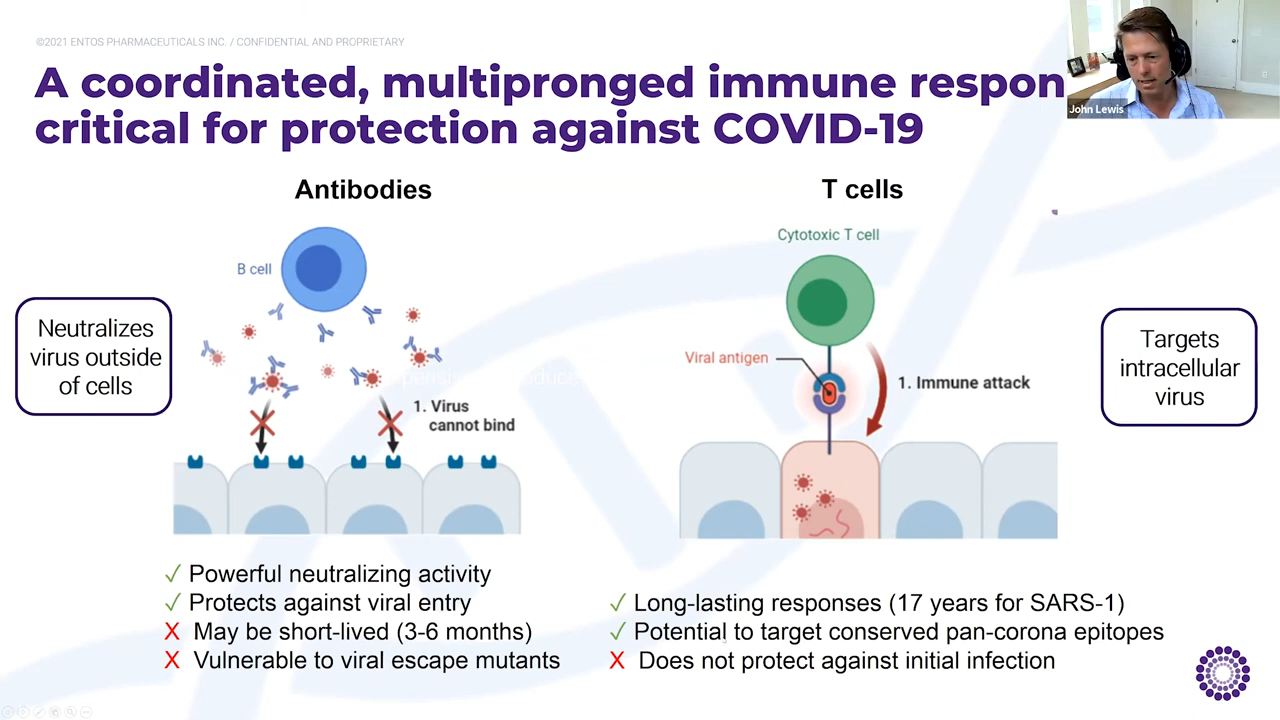 ©2021 ENTOS PHARMACEUTICALS INC. / CONFIDENTIAL AND PROPRIETARY
A coordinated, multipronged immune respon
critical for protection against COVID-19
John Lewis
Antibodies
B cell
Neutralizes
virus outside
of cells
1. Virus
cannot bind
✓ Powerful neutralizing activity
✓ Protects against viral entry
X May be short-lived (3-6 months)
X Vulnerable to viral escape mutants
T cells
Cytotoxic T cell
Viral antigen
1. Immune attack
Targets
intracellular
virus
✓ Long-lasting responses (17 years for SARS-1)
✓ Potential to target conserved pan-corona epitopes
X Does not protect against initial infection